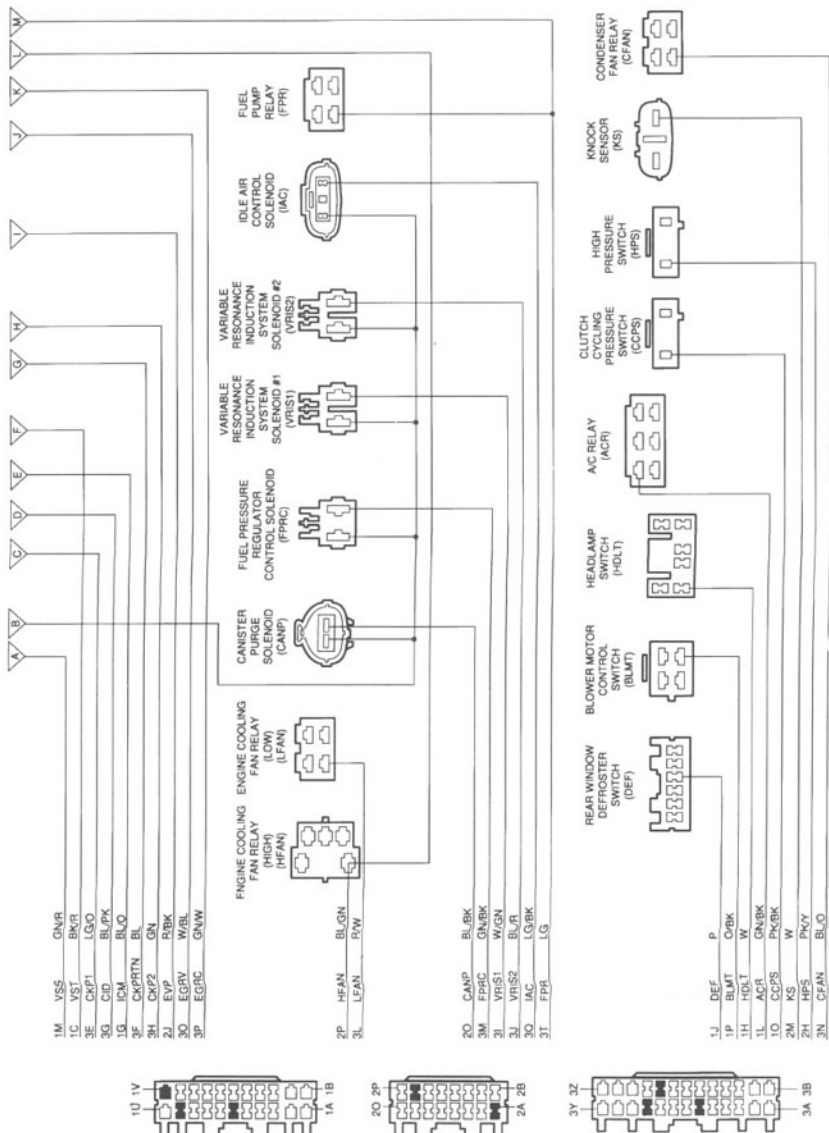 A
B
C
D
E
F
G
H
I
J
K
L
M
1M VSS GN/R
1C VST BK/R
3E CKP1 LG/O
3G CID BL/PK
1G ICM BL/O
3F CKPRTN BL
3H CKP2 GN
2J EVP R/BK
3O EGRV W/BL
3P EGRC GN/W
2P HFAN BL/GN
3L LFAN R/W
2O CANP BL/BK
3M FPRC GN/BK
3I VRIS1 W/GN
3J VRIS2 BL/R
3Q IAC LG/BK
3T FPR LG
1J DEF P
1P BLMT O/BK
1H HDLT W
1L ACR GN/BK
1O CCPS PK/BK
2M KS W
2H HPS PK/Y
3N CFAN BL/O
ENGINE COOLING
FAN RELAY
(HIGH)
(HFAN)
ENGINE COOLING
FAN RELAY
(LOW)
(LFAN)
CANISTER
PURGE
SOLENOID
(CANP)
FUEL PRESSURE
REGULATOR
CONTROL SOLENOID
(FPRC)
VARIABLE
RESONANCE
INDUCTION
SYSTEM
SOLENOID #1
(VRIS1)
VARIABLE
RESONANCE
INDUCTION
SYSTEM
SOLENOID #2
(VRIS2)
IDLE AIR
CONTROL
SOLENOID
(IAC)
FUEL
PUMP
RELAY
(FPR)
REAR WINDOW
DEFROSTER
SWITCH
(DEF)
BLOWER MOTOR
CONTROL
SWITCH
(BLMT)
HEADLAMP
SWITCH
(HDLT)
A/C RELAY
(ACR)
CLUTCH
CYCLING
PRESSURE
SWITCH
(CCPS)
HIGH
PRESSURE
SWITCH
(HPS)
KNOCK
SENSOR
(KS)
CONDENSER
FAN RELAY
(CFAN)
1U 1V
1A 1B
2O 2P
2A 2B
3Y 3Z
3A 3B